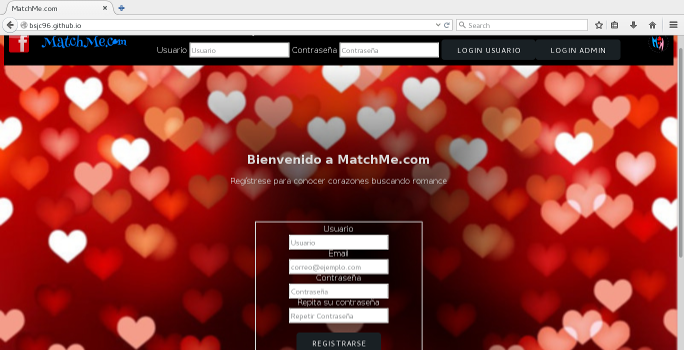 MatchMe.com
bsjc96.github.io
Search
MatchMe.com
Usuario Usuario Contraseña Contraseña LOGIN USUARIO LOGIN ADMIN
Bienvenido a MatchMe.com
Regístrese para conocer corazones buscando romance
Usuario
Usuario
Email
correo@ejemplo.com
Contraseña
Contraseña
Repita su contraseña
Repetir Contraseña
REGISTRARSE